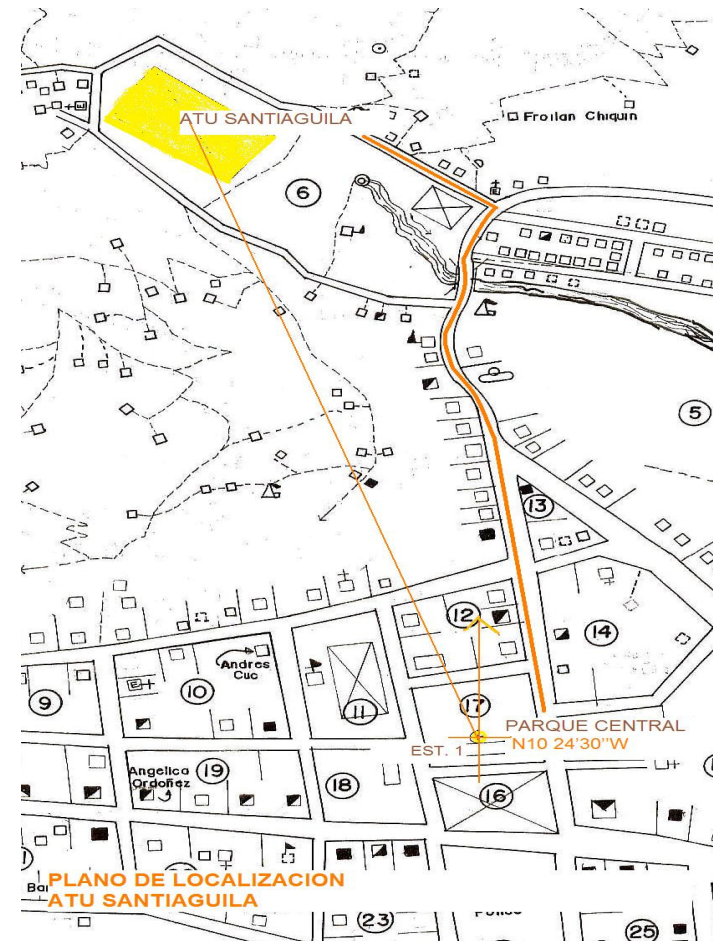 ATU SANTIAGUILA
Froilan Chiquin
6
5
13
12
14
Andres
Cuc
10
9
11
17
PARQUE CENTRAL
N10 24'30"W
EST. 1
19
Angelica
Ordoñez
18
16
PLANO DE LOCALIZACION
ATU SANTIAGUILA
23
25